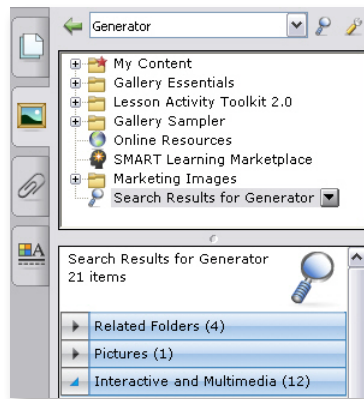 Generator
My Content
Gallery Essentials
Lesson Activity Toolkit 2.0
Gallery Sampler
Online Resources
SMART Learning Marketplace
Marketing Images
Search Results for Generator
Search Results for Generator
21 items
Related Folders (4)
Pictures (1)
Interactive and Multimedia (12)